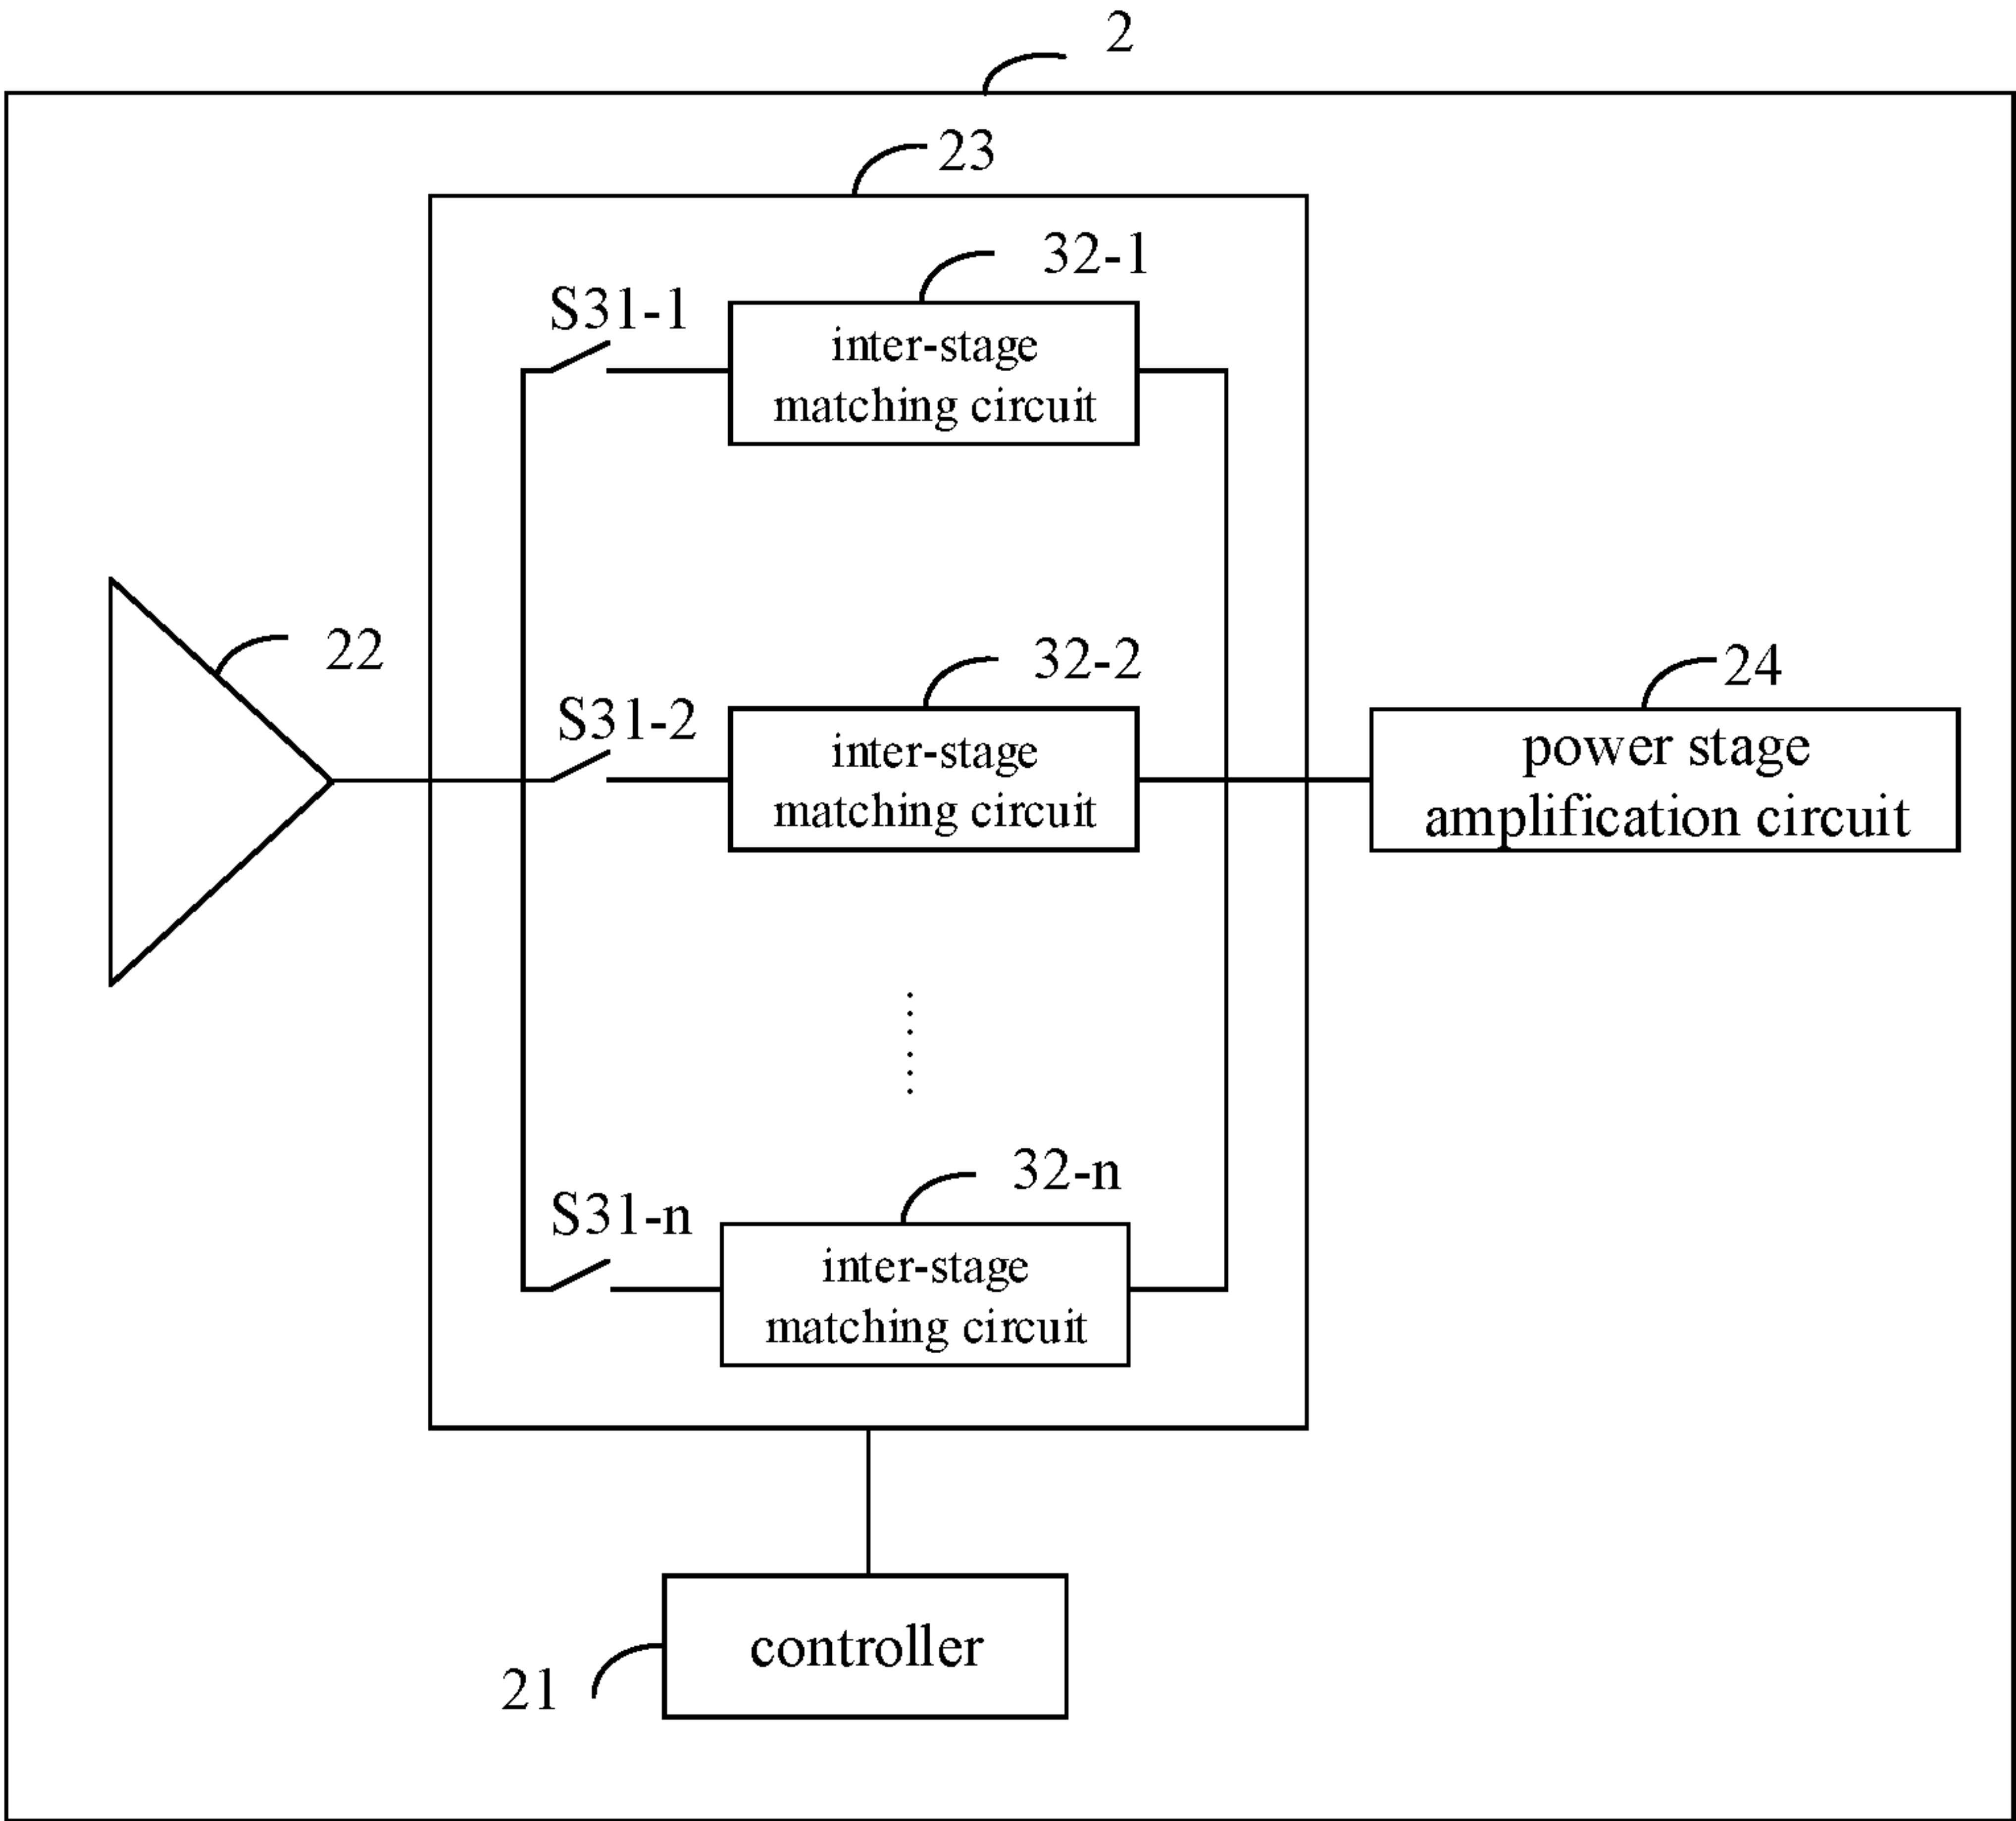 2
23
32-1
S31-1
inter-stage
matching circuit
22
32-2
24
S31-2
inter-stage
matching circuit
power stage
amplification circuit
32-n
S31-n
inter-stage
matching circuit
controller
21